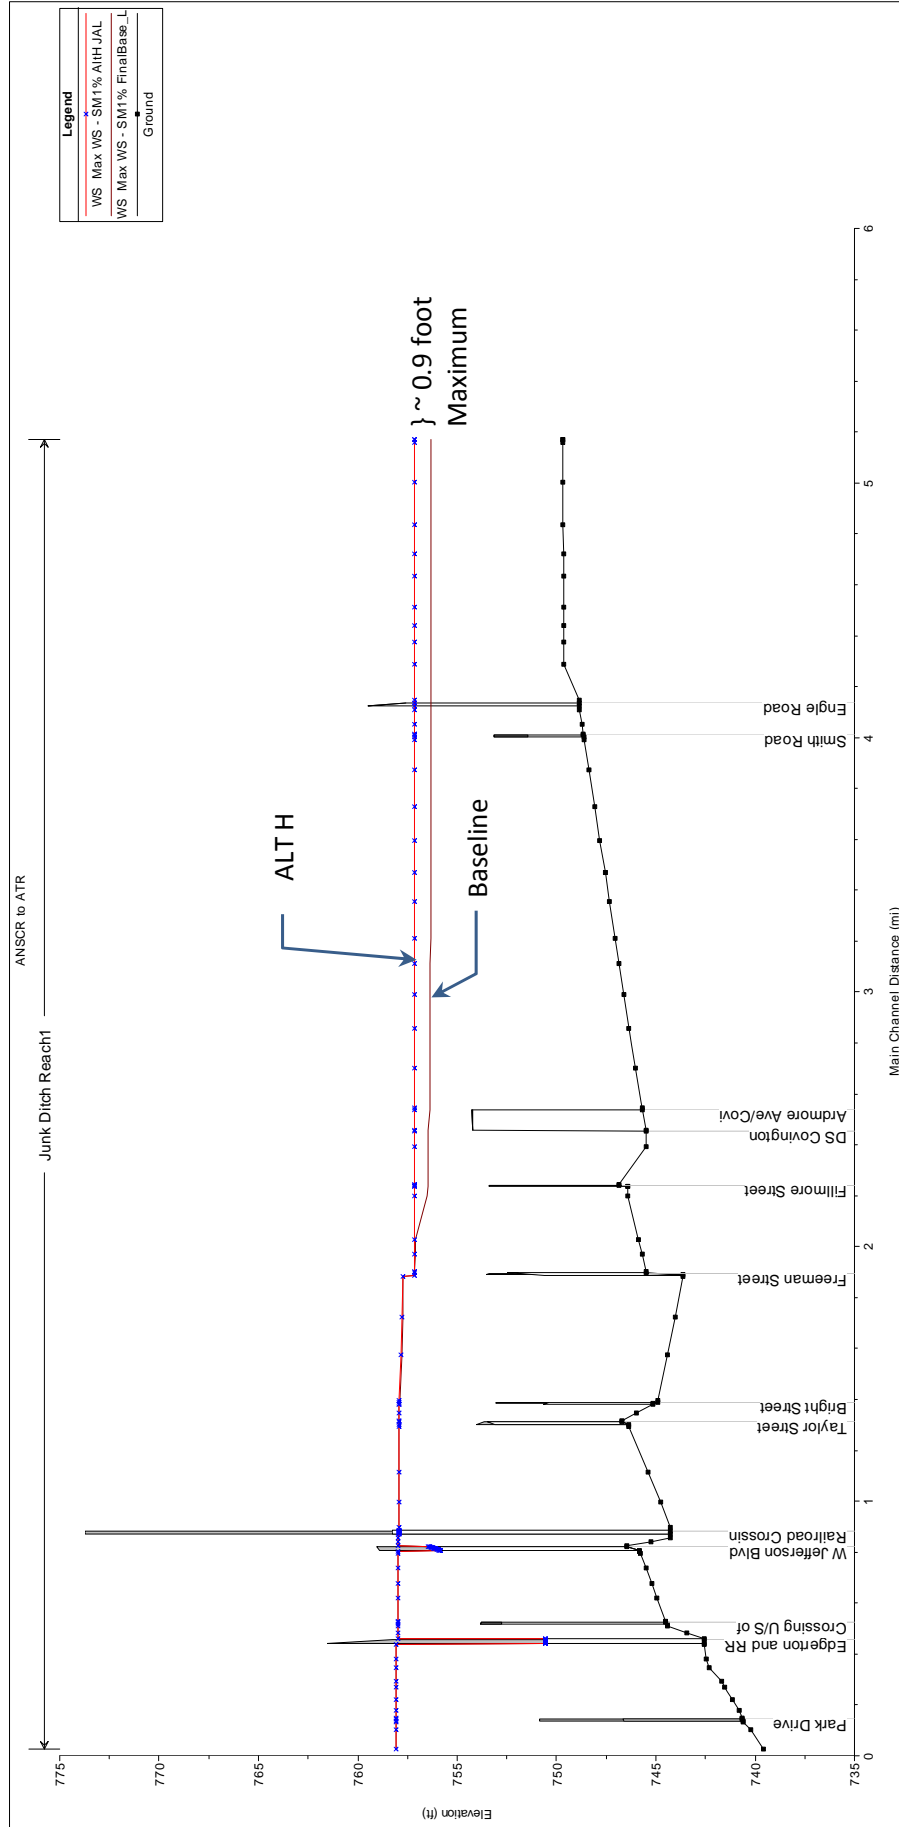 ANSCR to ATR
Junk Ditch Reach1
Legend
WS Max WS - SM1% AltH JAL
WS Max WS - SM1% FinalBase_L
Ground
ALT H
Baseline
} ~ 0.9 foot
Maximum
Elevation (ft)
775
770
765
760
755
750
745
740
735
0
1
2
3
4
5
6
Main Channel Distance (mi)
Park Drive
Edgerton and RR
Crossing U/S of
W Jefferson Blvd
Railroad Crossin
Taylor Street
Bright Street
Freeman Street
Fillmore Street
DS Covington
Ardmore Ave/Covi
Smith Road
Engle Road